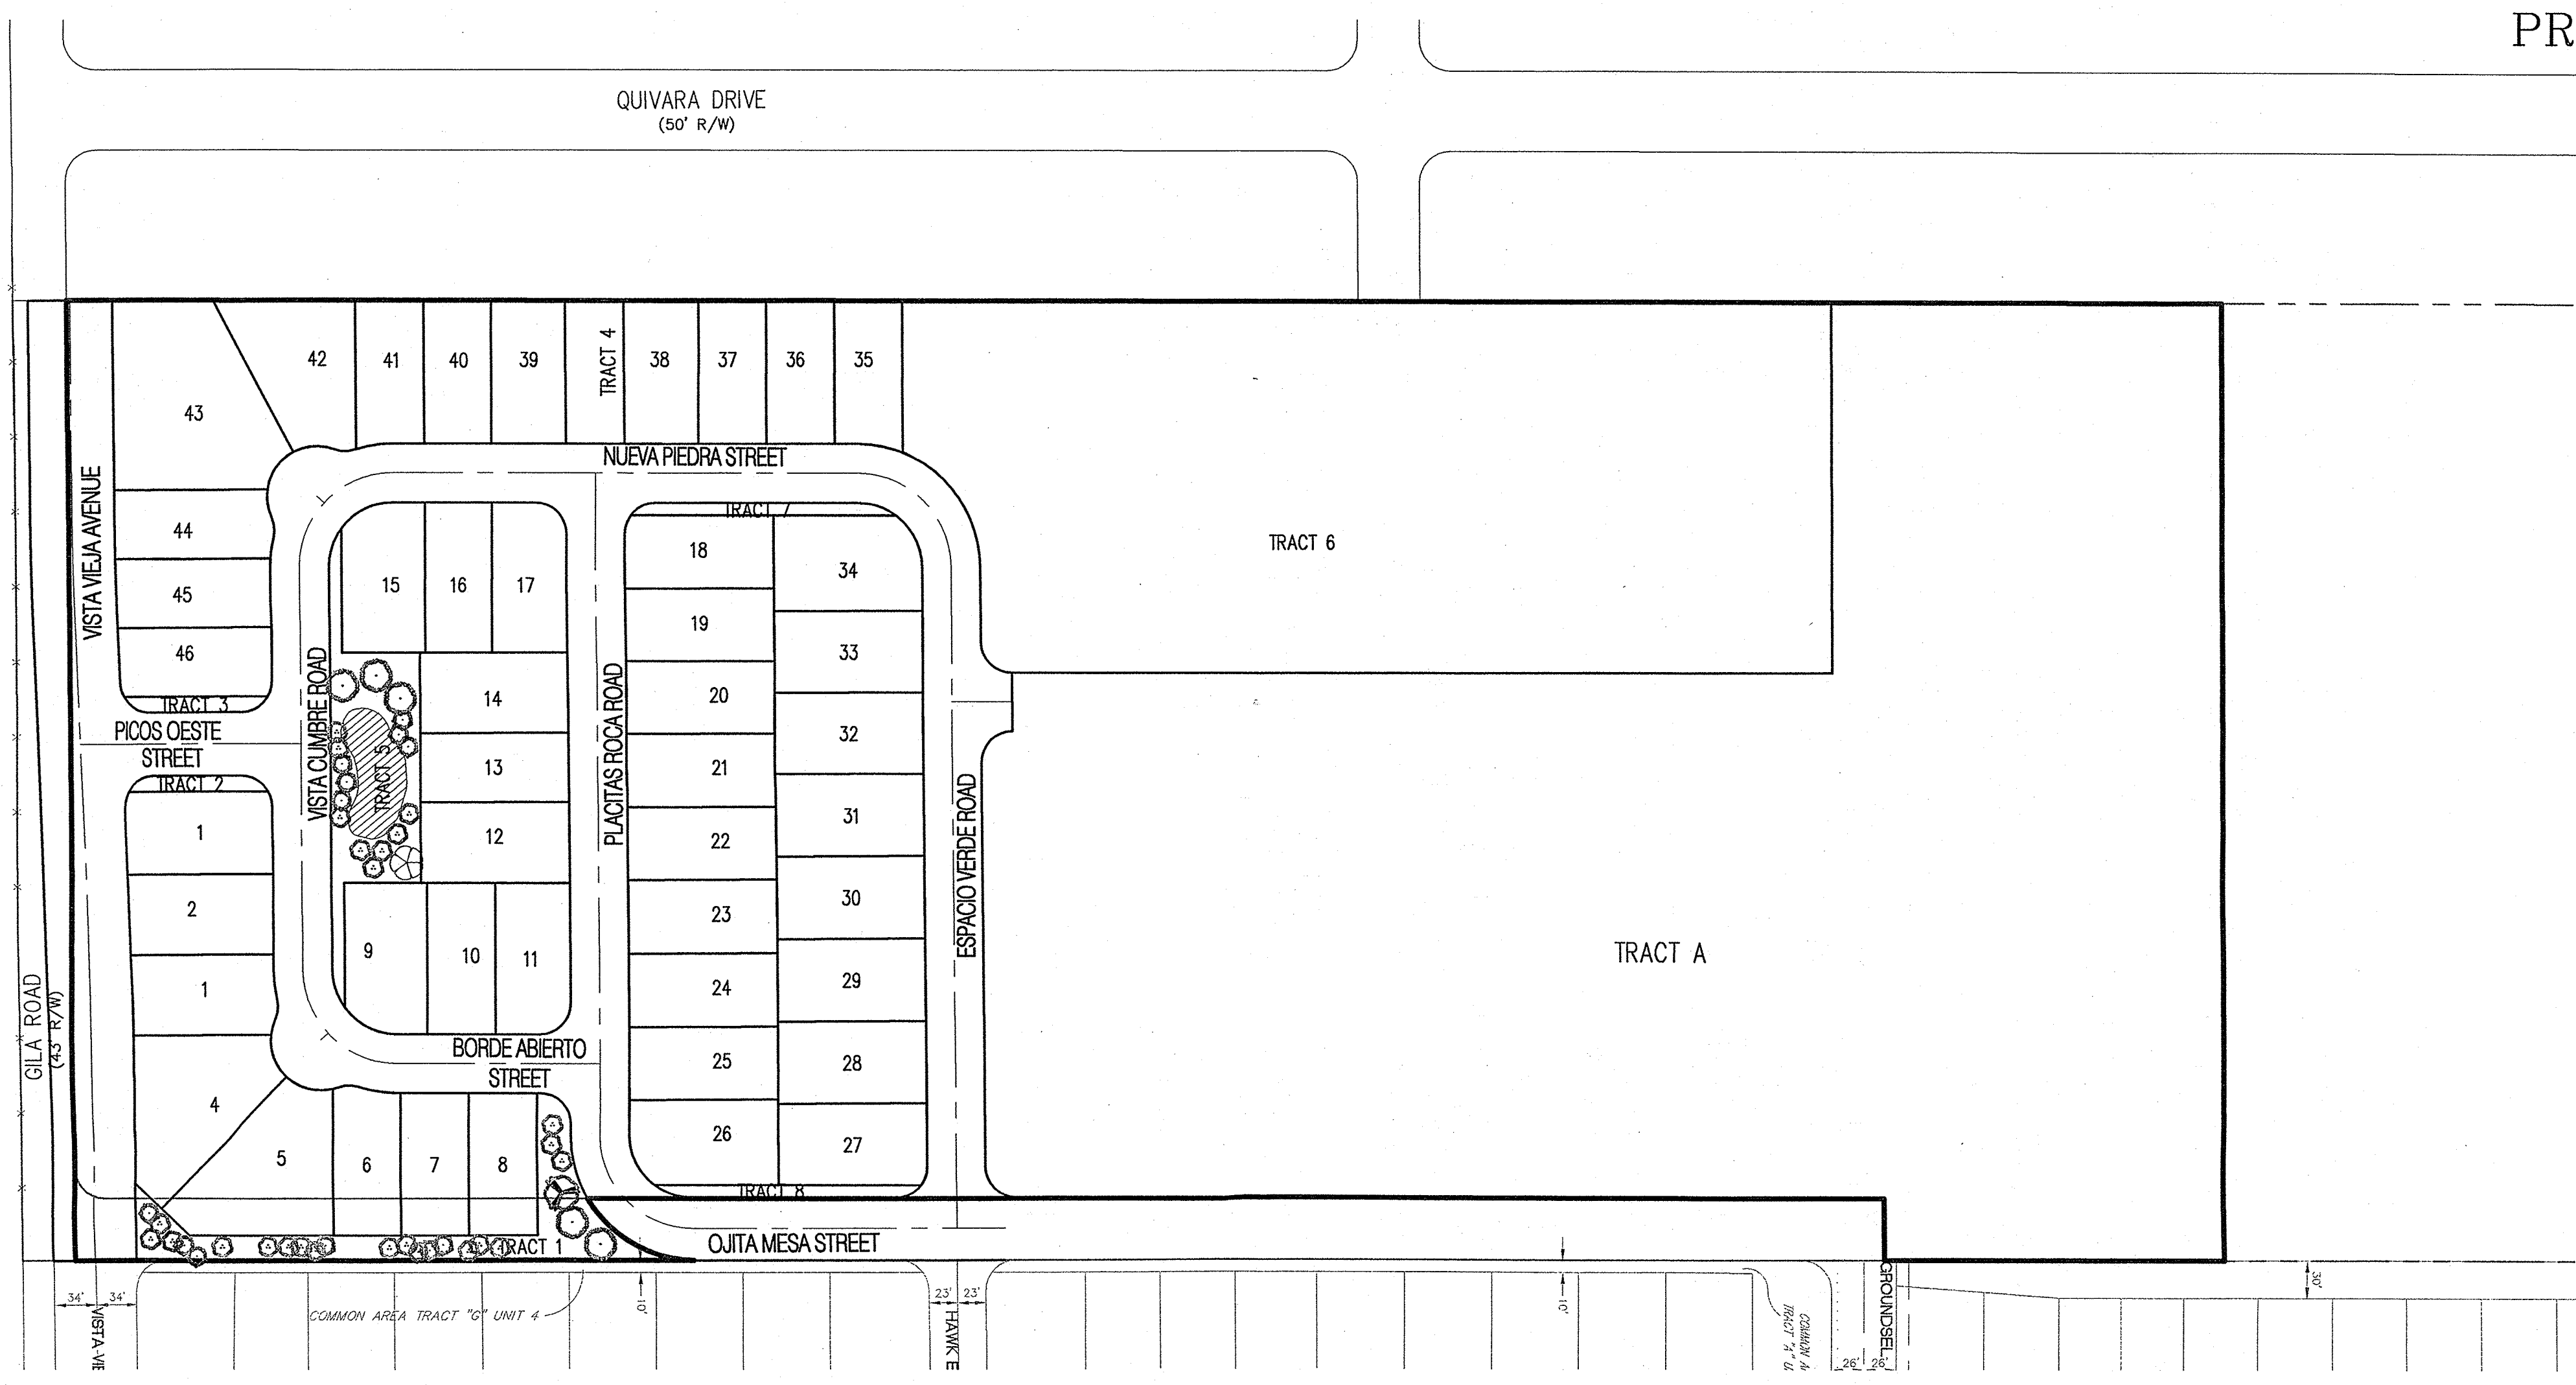 PR
QUIVARA DRIVE
(50' R/W)
42
41
40
39
TRACT 4
38
37
36
35
43
NUEVA PIEDRA STREET
VISTA VIEJA AVENUE
TRACT 7
44
18
TRACT 6
34
15
16
17
45
19
33
46
VISTA CUMBRE ROAD
PLACITAS ROCA ROAD
14
20
TRACT 3
PICOS OESTE
STREET
32
TRACT 5
13
21
TRACT 2
1
12
22
31
ESPACIO VERDE ROAD
2
23
30
9
10
11
TRACT A
1
24
29
GILA ROAD
(43' R/W)
BORDE ABIERTO
STREET
25
28
4
26
27
5
6
7
8
TRACT 8
TRACT 1
OJITA MESA STREET
34'
34'
VISTA-VIE
COMMON AREA TRACT "G" UNIT 4
10'
23'
23'
HAWK E
10'
COMMON A
TRACT "A" U
GROUNDSEL
26'
26'
30'